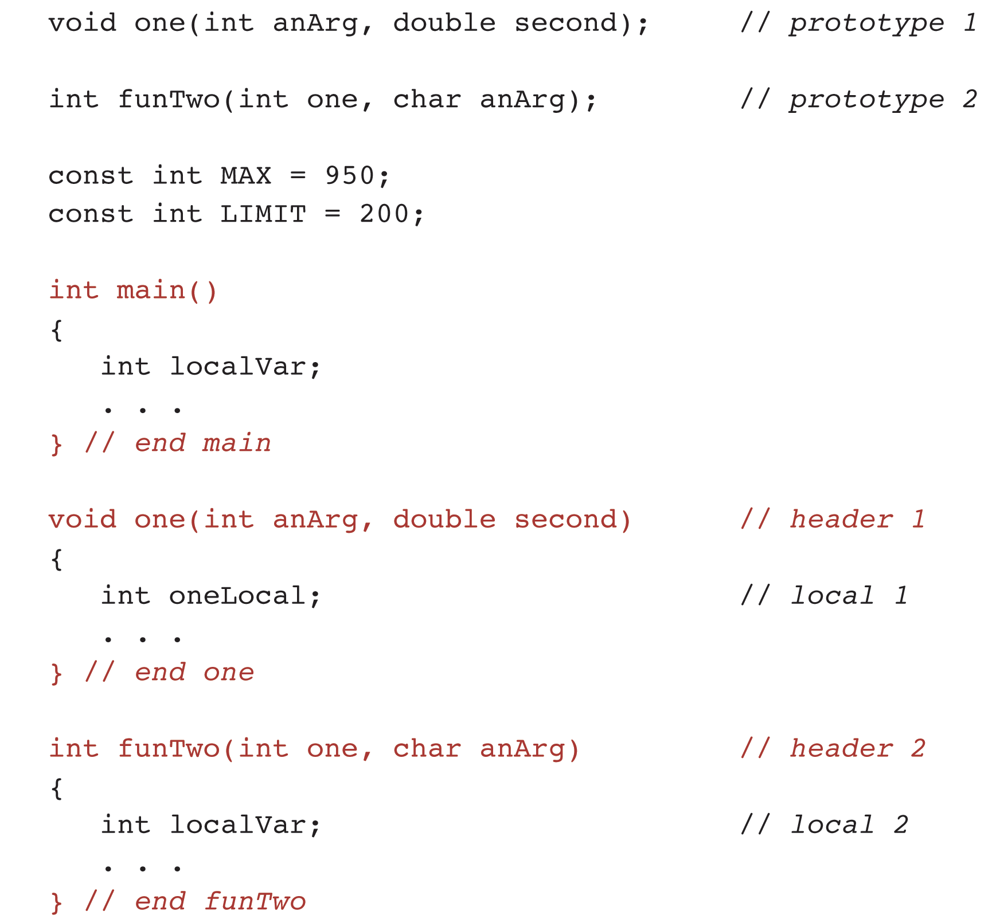 void one(int anArg, double second); // prototype 1
int funTwo(int one, char anArg); // prototype 2
const int MAX = 950;
const int LIMIT = 200;
int main()
{
int localVar;
. . .
} // end main
void one(int anArg, double second) // header 1
{
int oneLocal; // local 1
. . .
} // end one
int funTwo(int one, char anArg) // header 2
{
int localVar; // local 2
. . .
} // end funTwo